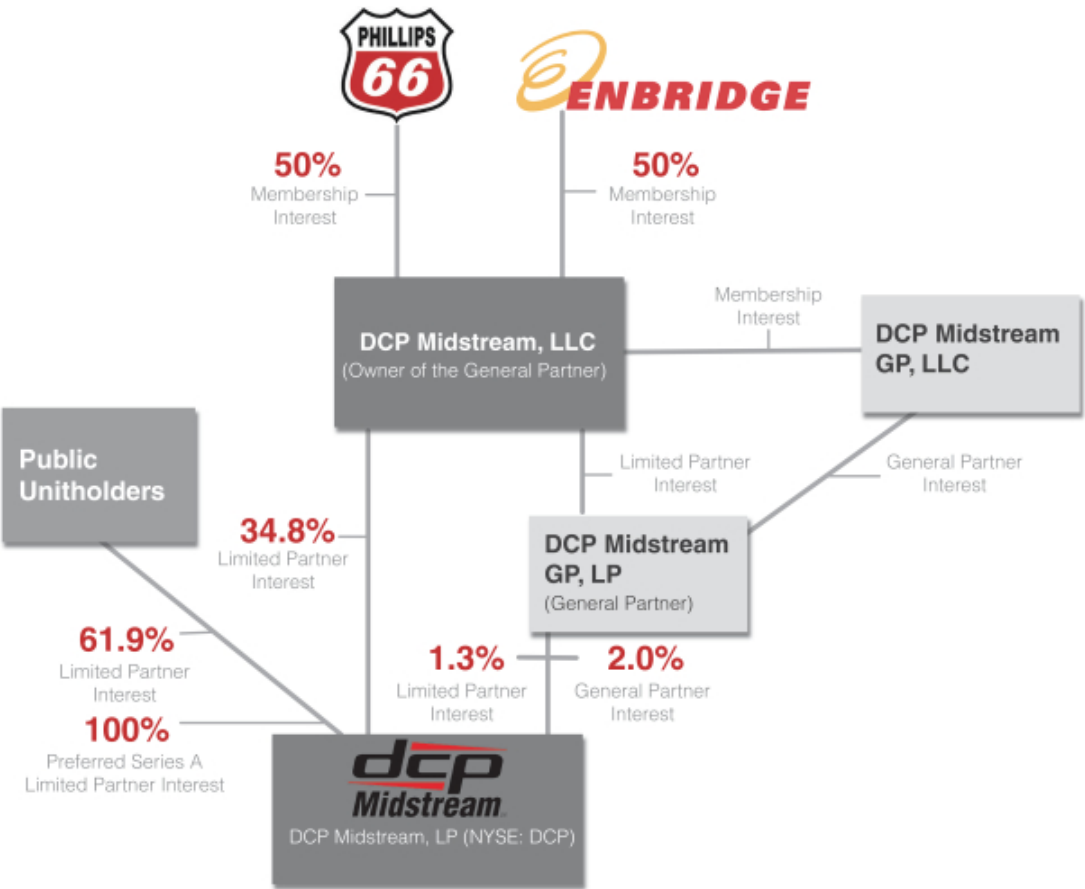 PHILLIPS
66
ENBRIDGE
50%
Membership
Interest
50%
Membership
Interest
DCP Midstream, LLC
(Owner of the General Partner)
Membership
Interest
DCP Midstream
GP, LLC
Public
Unitholders
Limited Partner
Interest
General Partner
Interest
34.8%
Limited Partner
Interest
DCP Midstream
GP, LP
(General Partner)
61.9%
Limited Partner
Interest
1.3%
Limited Partner
Interest
2.0%
General Partner
Interest
100%
Preferred Series A
Limited Partner Interest
dcp
Midstream
DCP Midstream, LP (NYSE: DCP)